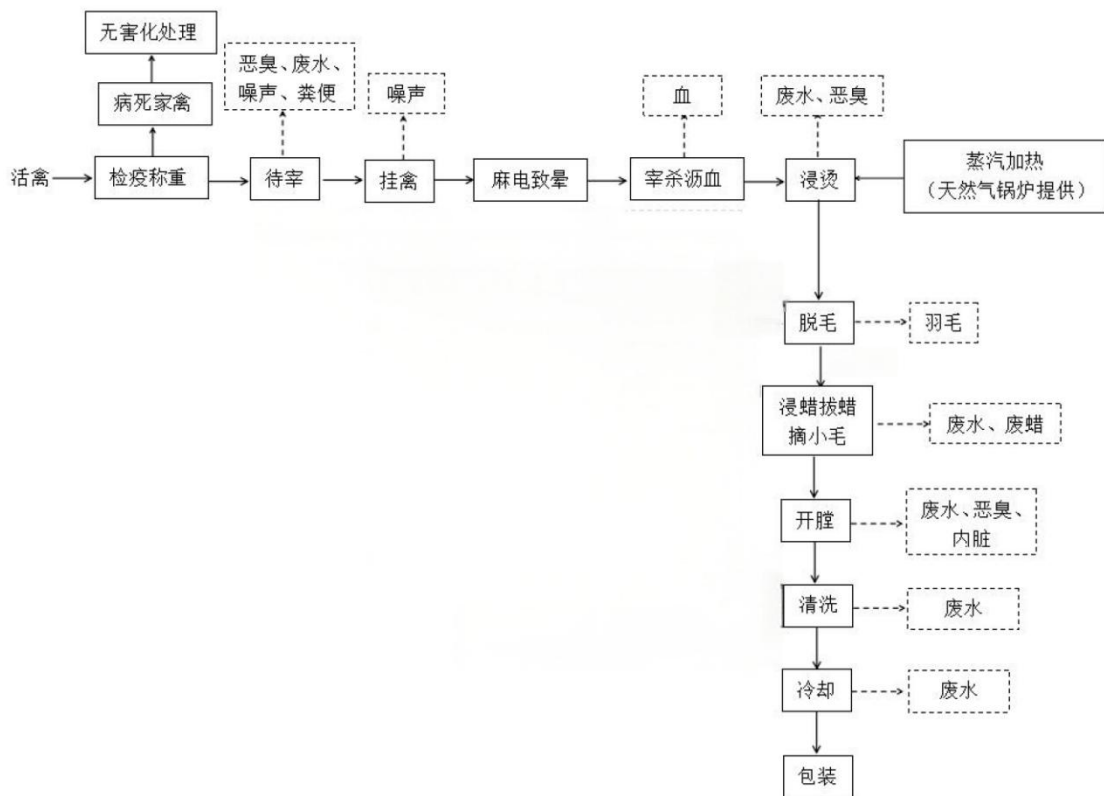 无害化处理
恶臭、废水、
噪声、粪便
病死家禽
噪声
血
废水、恶臭
活禽
检疫称重
待宰
挂禽
麻电致晕
宰杀沥血
浸烫
蒸汽加热
（天然气锅炉提供）
脱毛
羽毛
浸蜡拔蜡
摘小毛
废水、废蜡
开膛
废水、恶臭、
内脏
清洗
废水
冷却
废水
包装